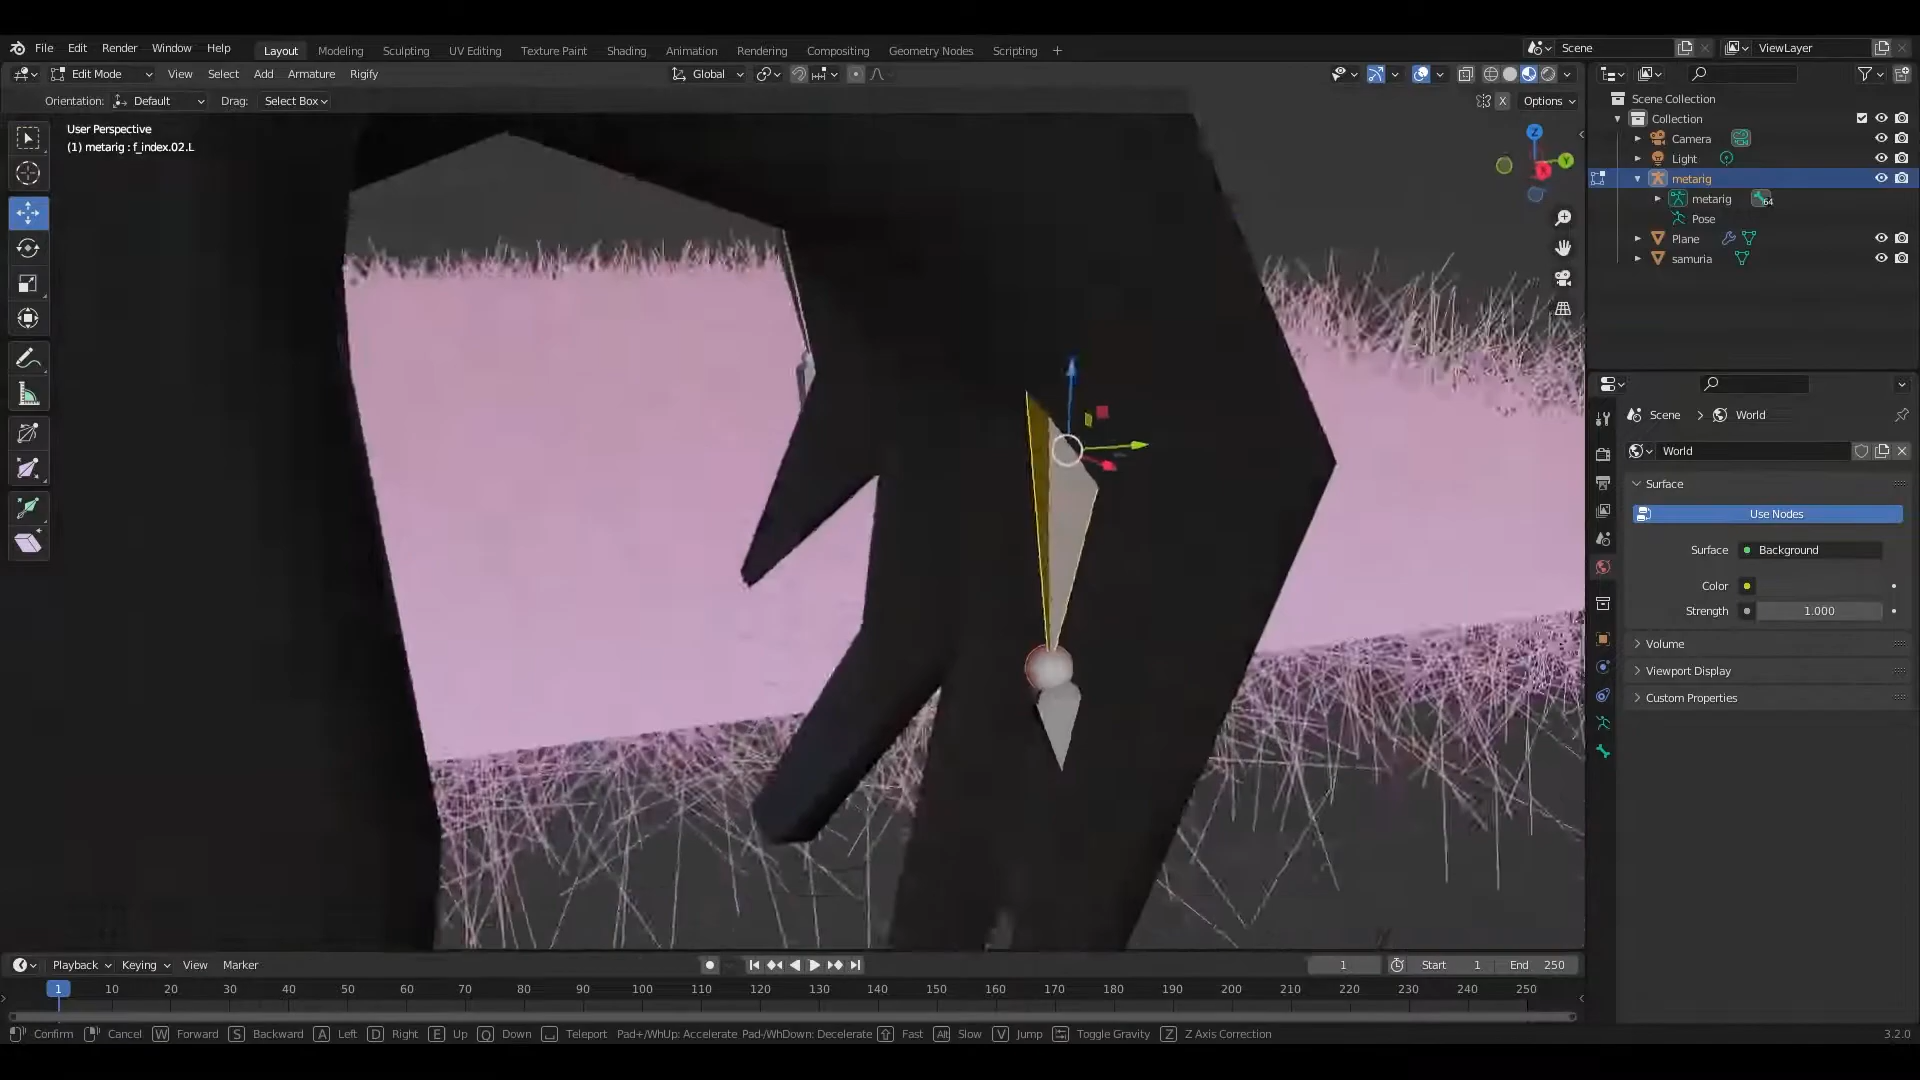 File Edit Render Window Help Layout Modeling Sculpting UV Editing Texture Paint Shading Animation Rendering Compositing Geometry Nodes Scripting + Scene ViewLayer
Edit Mode View Select Add Armature Rigify Global
Orientation: Default Drag: Select Box X Options
User Perspective
(1) metarig : f_index.02.L
Z
Y
X
Scene Collection
Collection
Camera
Light
metarig
metarig 64
Pose
Plane
samuria
Scene > World
World
Surface
Use Nodes
Surface Background
Color
Strength 1.000
Volume
Viewport Display
Custom Properties
Playback Keying View Marker 1 Start 1 End 250
1 10 20 30 40 50 60 70 80 90 100 110 120 130 140 150 160 170 180 190 200 210 220 230 240 250
Confirm Cancel W Forward S Backward A Left D Right E Up Q Down Teleport Pad+/WhUp: Accelerate Pad-/WhDown: Decelerate Fast Alt Slow V Jump Toggle Gravity Z Z Axis Correction 3.2.0